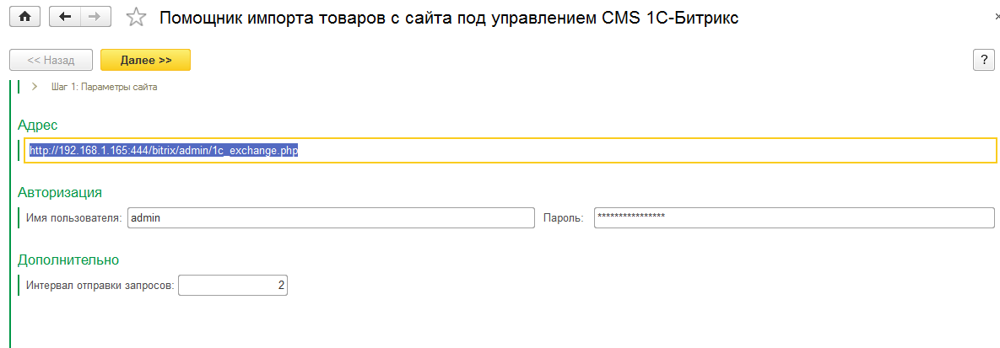 Помощник импорта товаров с сайта под управлением CMS 1С-Битрикс
<< Назад
Далее >>
?
Шаг 1: Параметры сайта
Адрес
http://192.168.1.165:444/bitrix/admin/1c_exchange.php
Авторизация
Имя пользователя: admin Пароль: ****************
Дополнительно
Интервал отправки запросов: 2